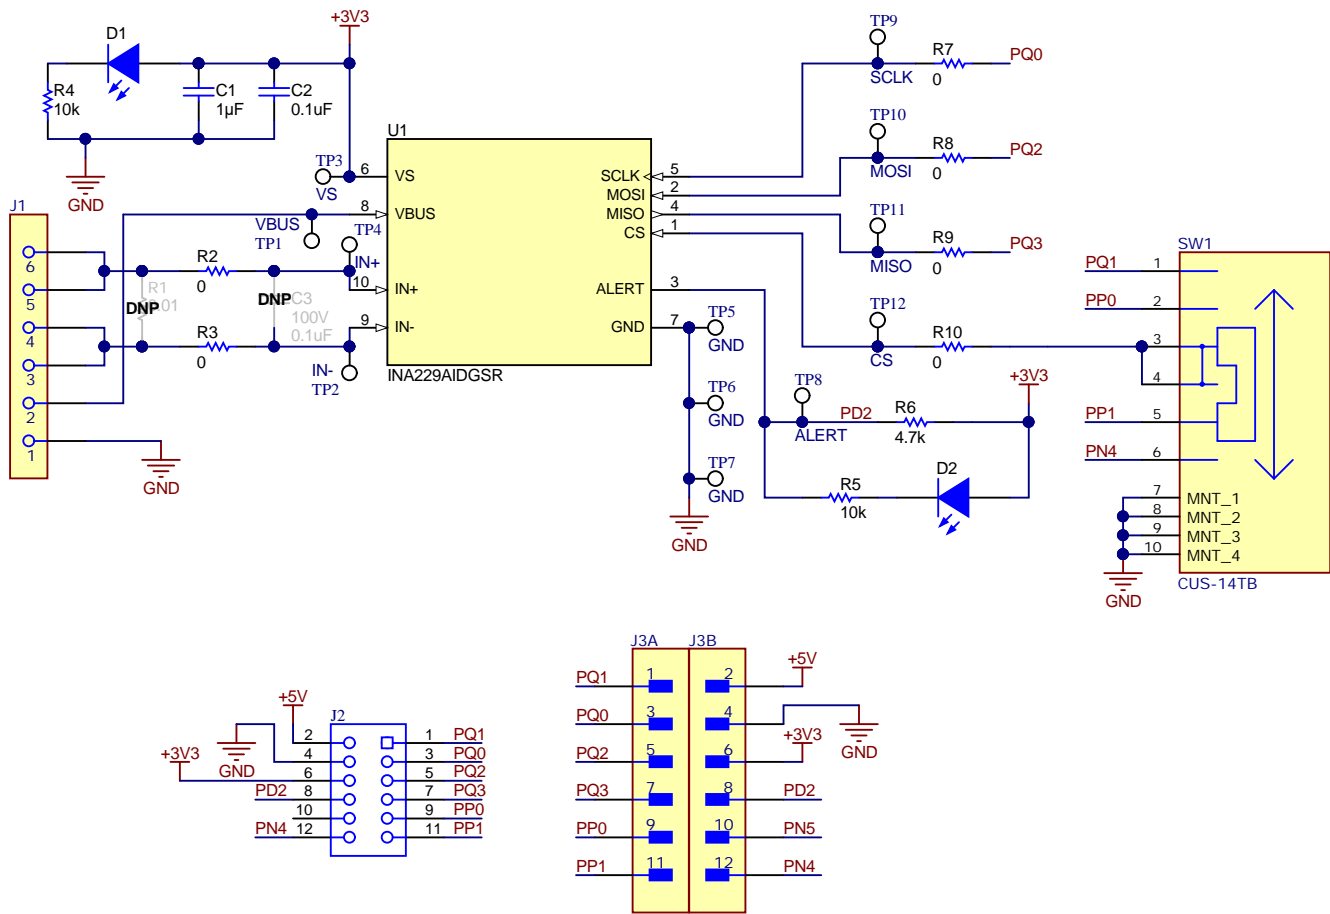 +3V3
D1
R4
10k
C1
1µF
C2
0.1uF
GND
TP9
SCLK
R7
0
PQ0
TP10
MOSI
R8
0
PQ2
TP11
MISO
R9
0
PQ3
TP12
CS
R10
0
U1
TP3
VS
6
VS
8
VBUS
10
IN+
9
IN-
SCLK
5
MOSI
2
MISO
4
CS
1
ALERT
3
GND
7
INA229AIDGSR
VBUS
TP1
TP4
IN+
IN-
TP2
J1
6
5
4
3
2
1
GND
R2
0
R1
DNP
R3
0
DNP
C3
100V
0.1uF
TP5
GND
TP6
GND
TP7
GND
GND
TP8
ALERT
PD2
R6
4.7k
+3V3
R5
10k
D2
SW1
PQ1
1
PP0
2
3
4
PP1
5
PN4
6
7
MNT_1
8
MNT_2
9
MNT_3
10
MNT_4
CUS-14TB
GND
J2
+5V
GND
+3V3
2
4
6
PD2
8
10
PN4
12
1
PQ1
3
PQ0
5
PQ2
7
PQ3
9
PP0
11
PP1
J3A
J3B
PQ1
1
2
+5V
PQ0
3
4
GND
PQ2
5
6
+3V3
PQ3
7
8
PD2
PP0
9
10
PN5
PP1
11
12
PN4